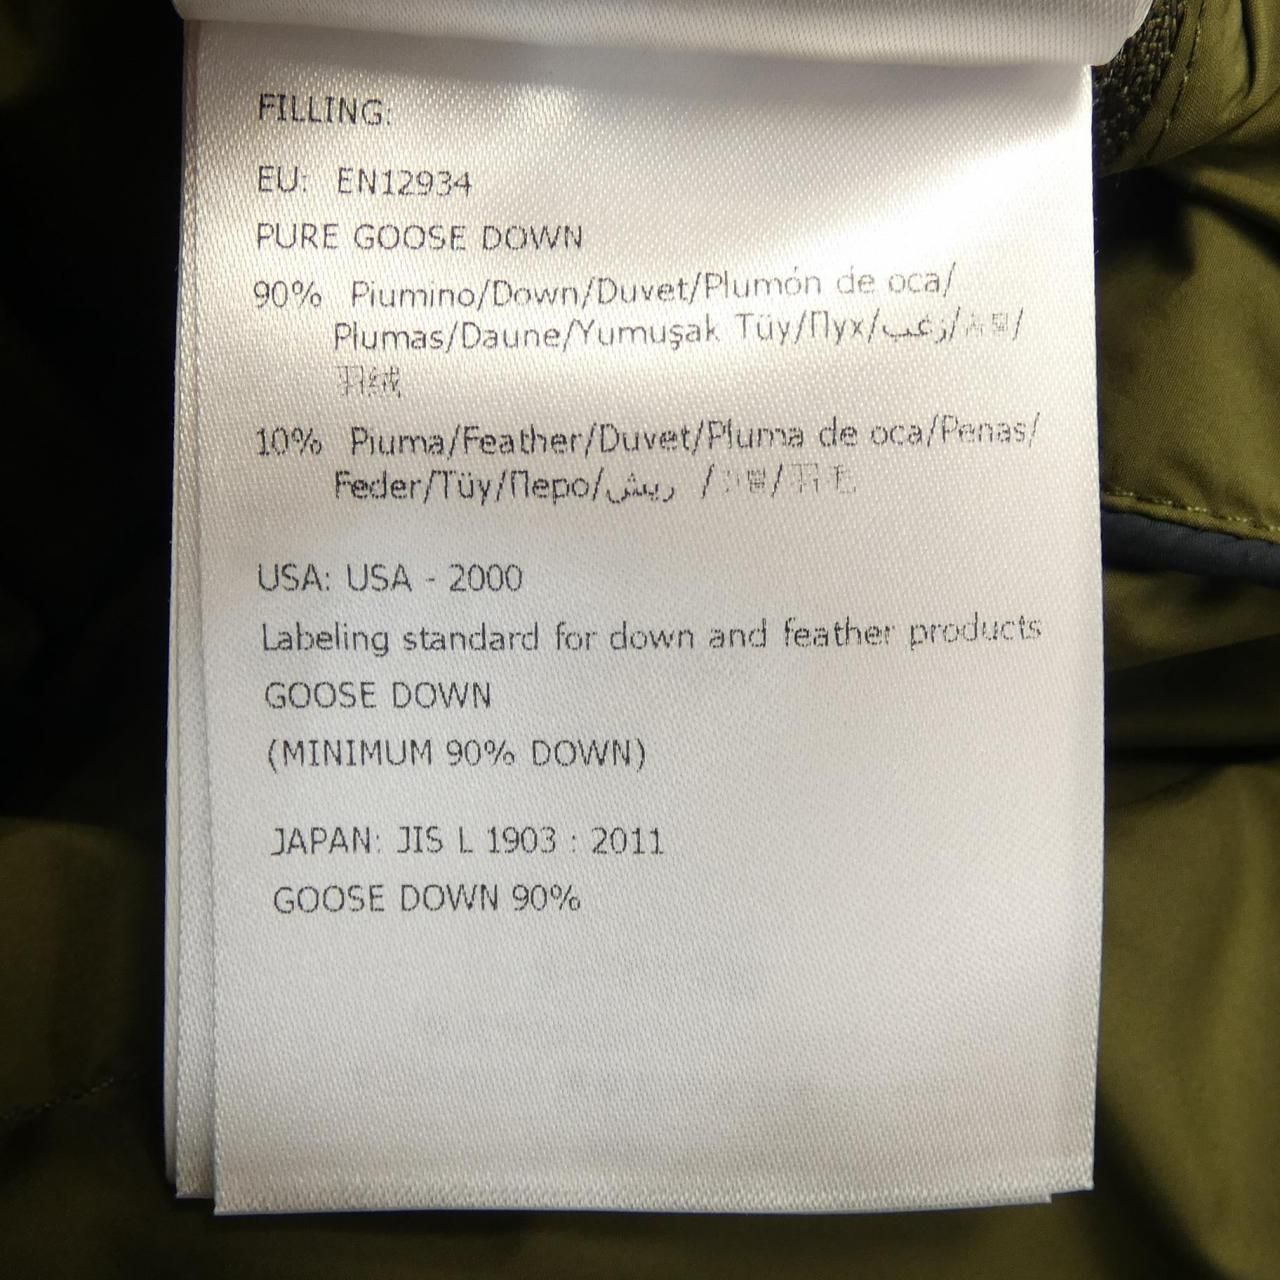 FILLING:
EU: EN12934
PURE GOOSE DOWN
90% Piumino/Down/Duvet/Plumón de oca/
Plumas/Daune/Yumuşak Tüy/Пух/زغب/
羽绒
10% Piuma/Feather/Duvet/Pluma de oca/Penas/
Feder/Tüy/Перо/ريش / /羽毛
USA: USA - 2000
Labeling standard for down and feather products
GOOSE DOWN
(MINIMUM 90% DOWN)
JAPAN: JIS L 1903 : 2011
GOOSE DOWN 90%